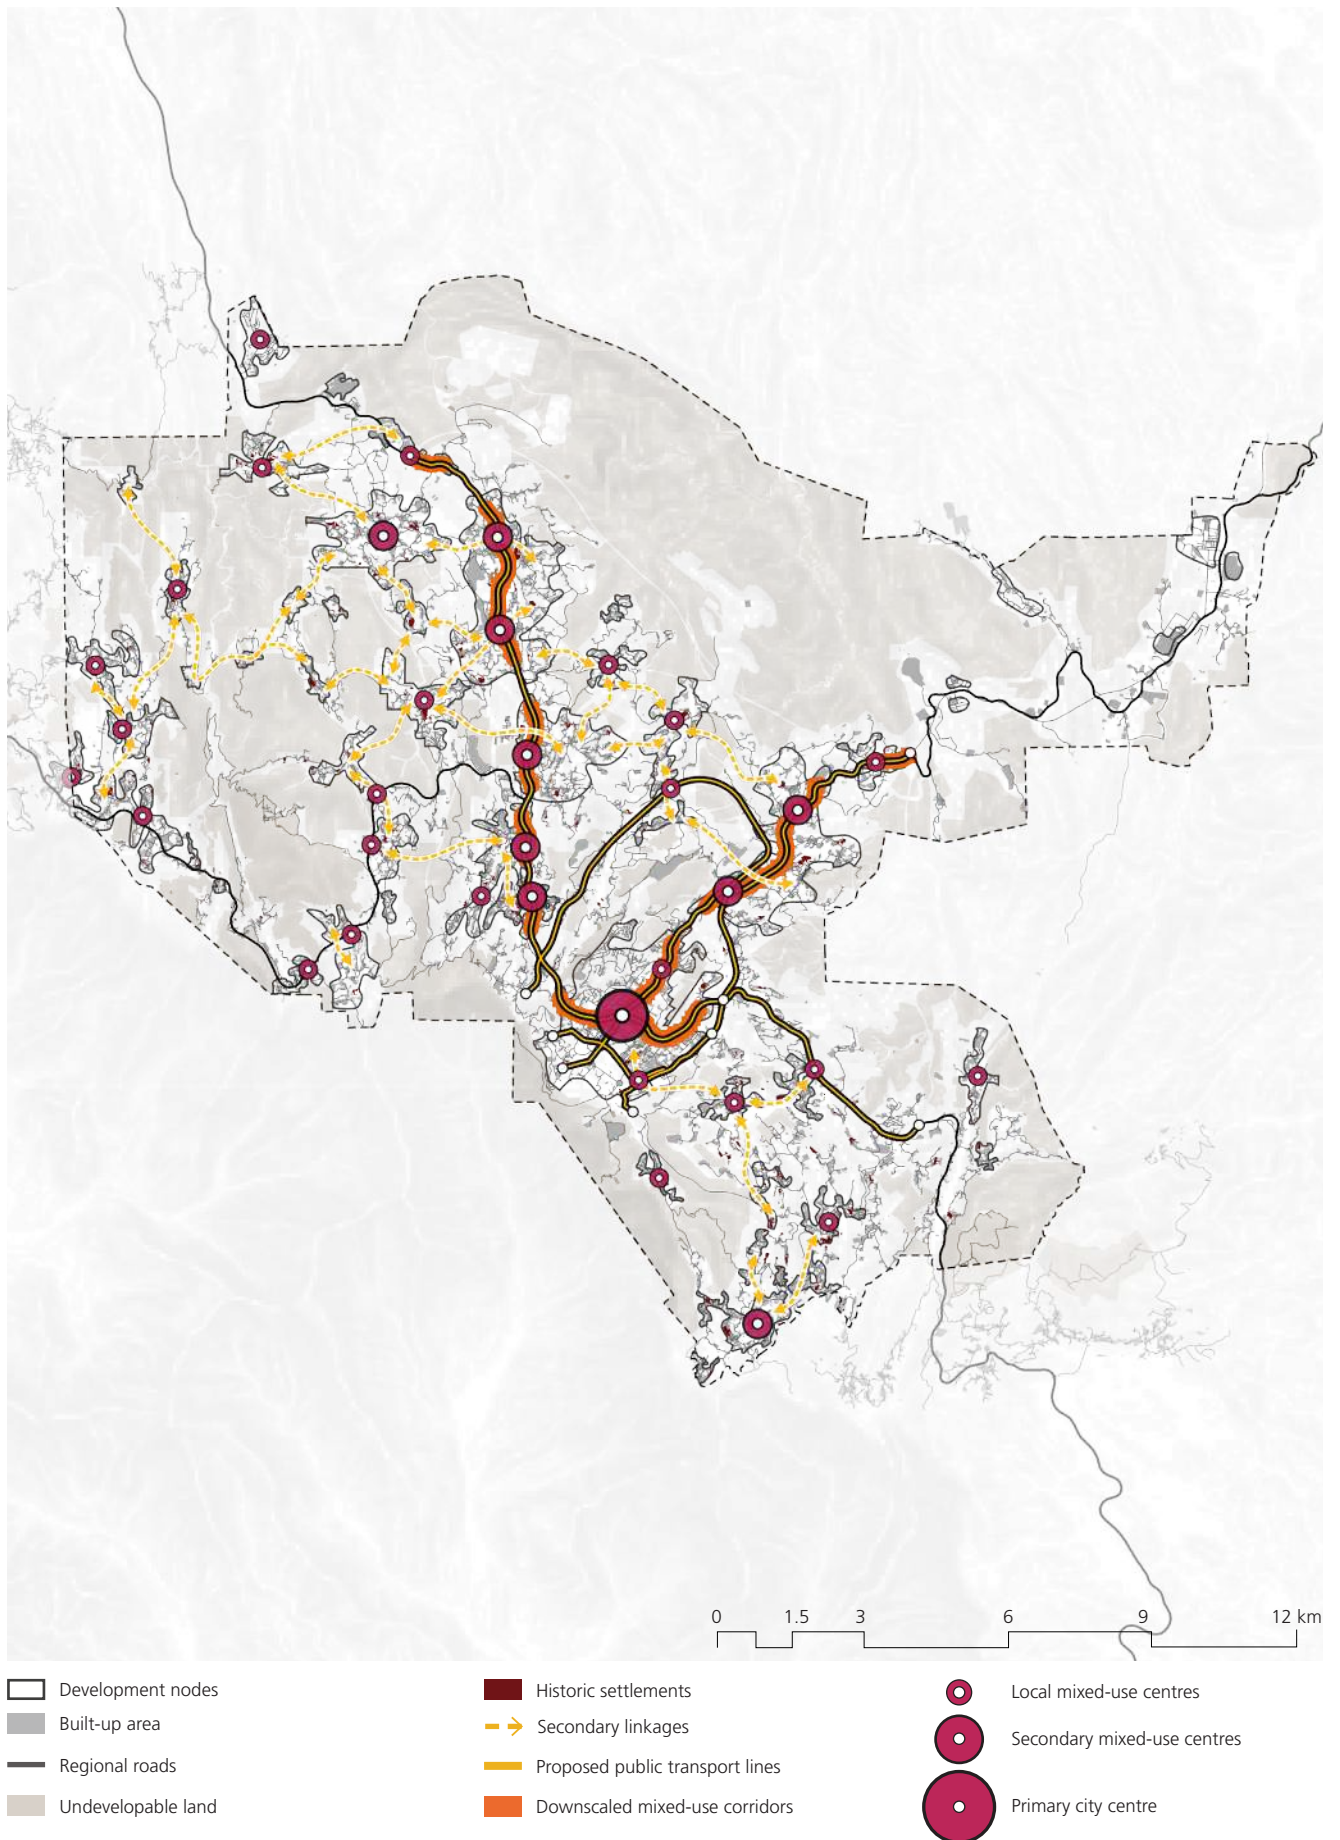 0 1.5 3 6 9 12 km
Development nodes
Built-up area
Regional roads
Undevelopable land
Historic settlements
Secondary linkages
Proposed public transport lines
Downscaled mixed-use corridors
Local mixed-use centres
Secondary mixed-use centres
Primary city centre